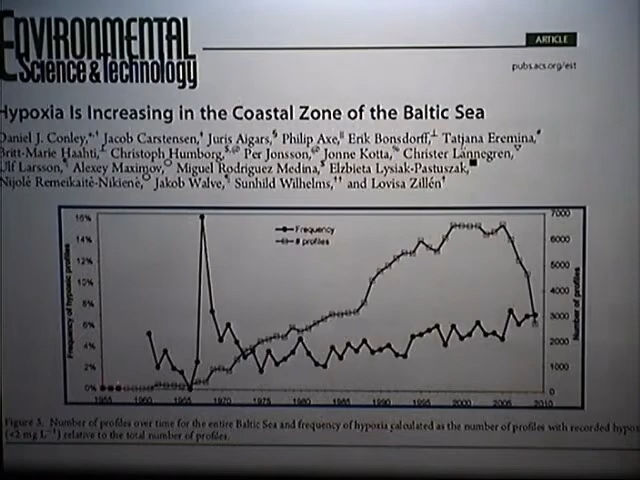 ENVIRONMENTAL
Science & Technology
ARTICLE
pubs.acs.org/est
Hypoxia Is Increasing in the Coastal Zone of the Baltic Sea
Daniel J. Conley, Jacob Carstensen, Juris Aigars, Philip Axe, Erik Bonsdorff, Tatjana Eremina,
Britt-Marie Haahti, Christoph Humborg, Per Jonsson, Jonne Kotta, Christer Lännegren,
Ulf Larsson, Alexey Maximov, Miguel Rodriguez Medina, Elzbieta Lysiak-Pastuszak,
Nijolė Remeikaitė-Nikienė, Jakob Walve, Sunhild Wilhelms, and Lovisa Zillén
16%
14%
12%
10%
8%
6%
4%
2%
0%
Frequency of hypoxic profiles
Frequency
# profiles
7000
6000
5000
4000
3000
2000
1000
0
Number of profiles
1955 1960 1965 1970 1975 1980 1985 1990 1995 2000 2005 2010
Figure 3. Number of profiles over time for the entire Baltic Sea and frequency of hypoxia calculated as the number of profiles with recorded hypo
(<2 mg L⁻¹) relative to the total number of profiles.